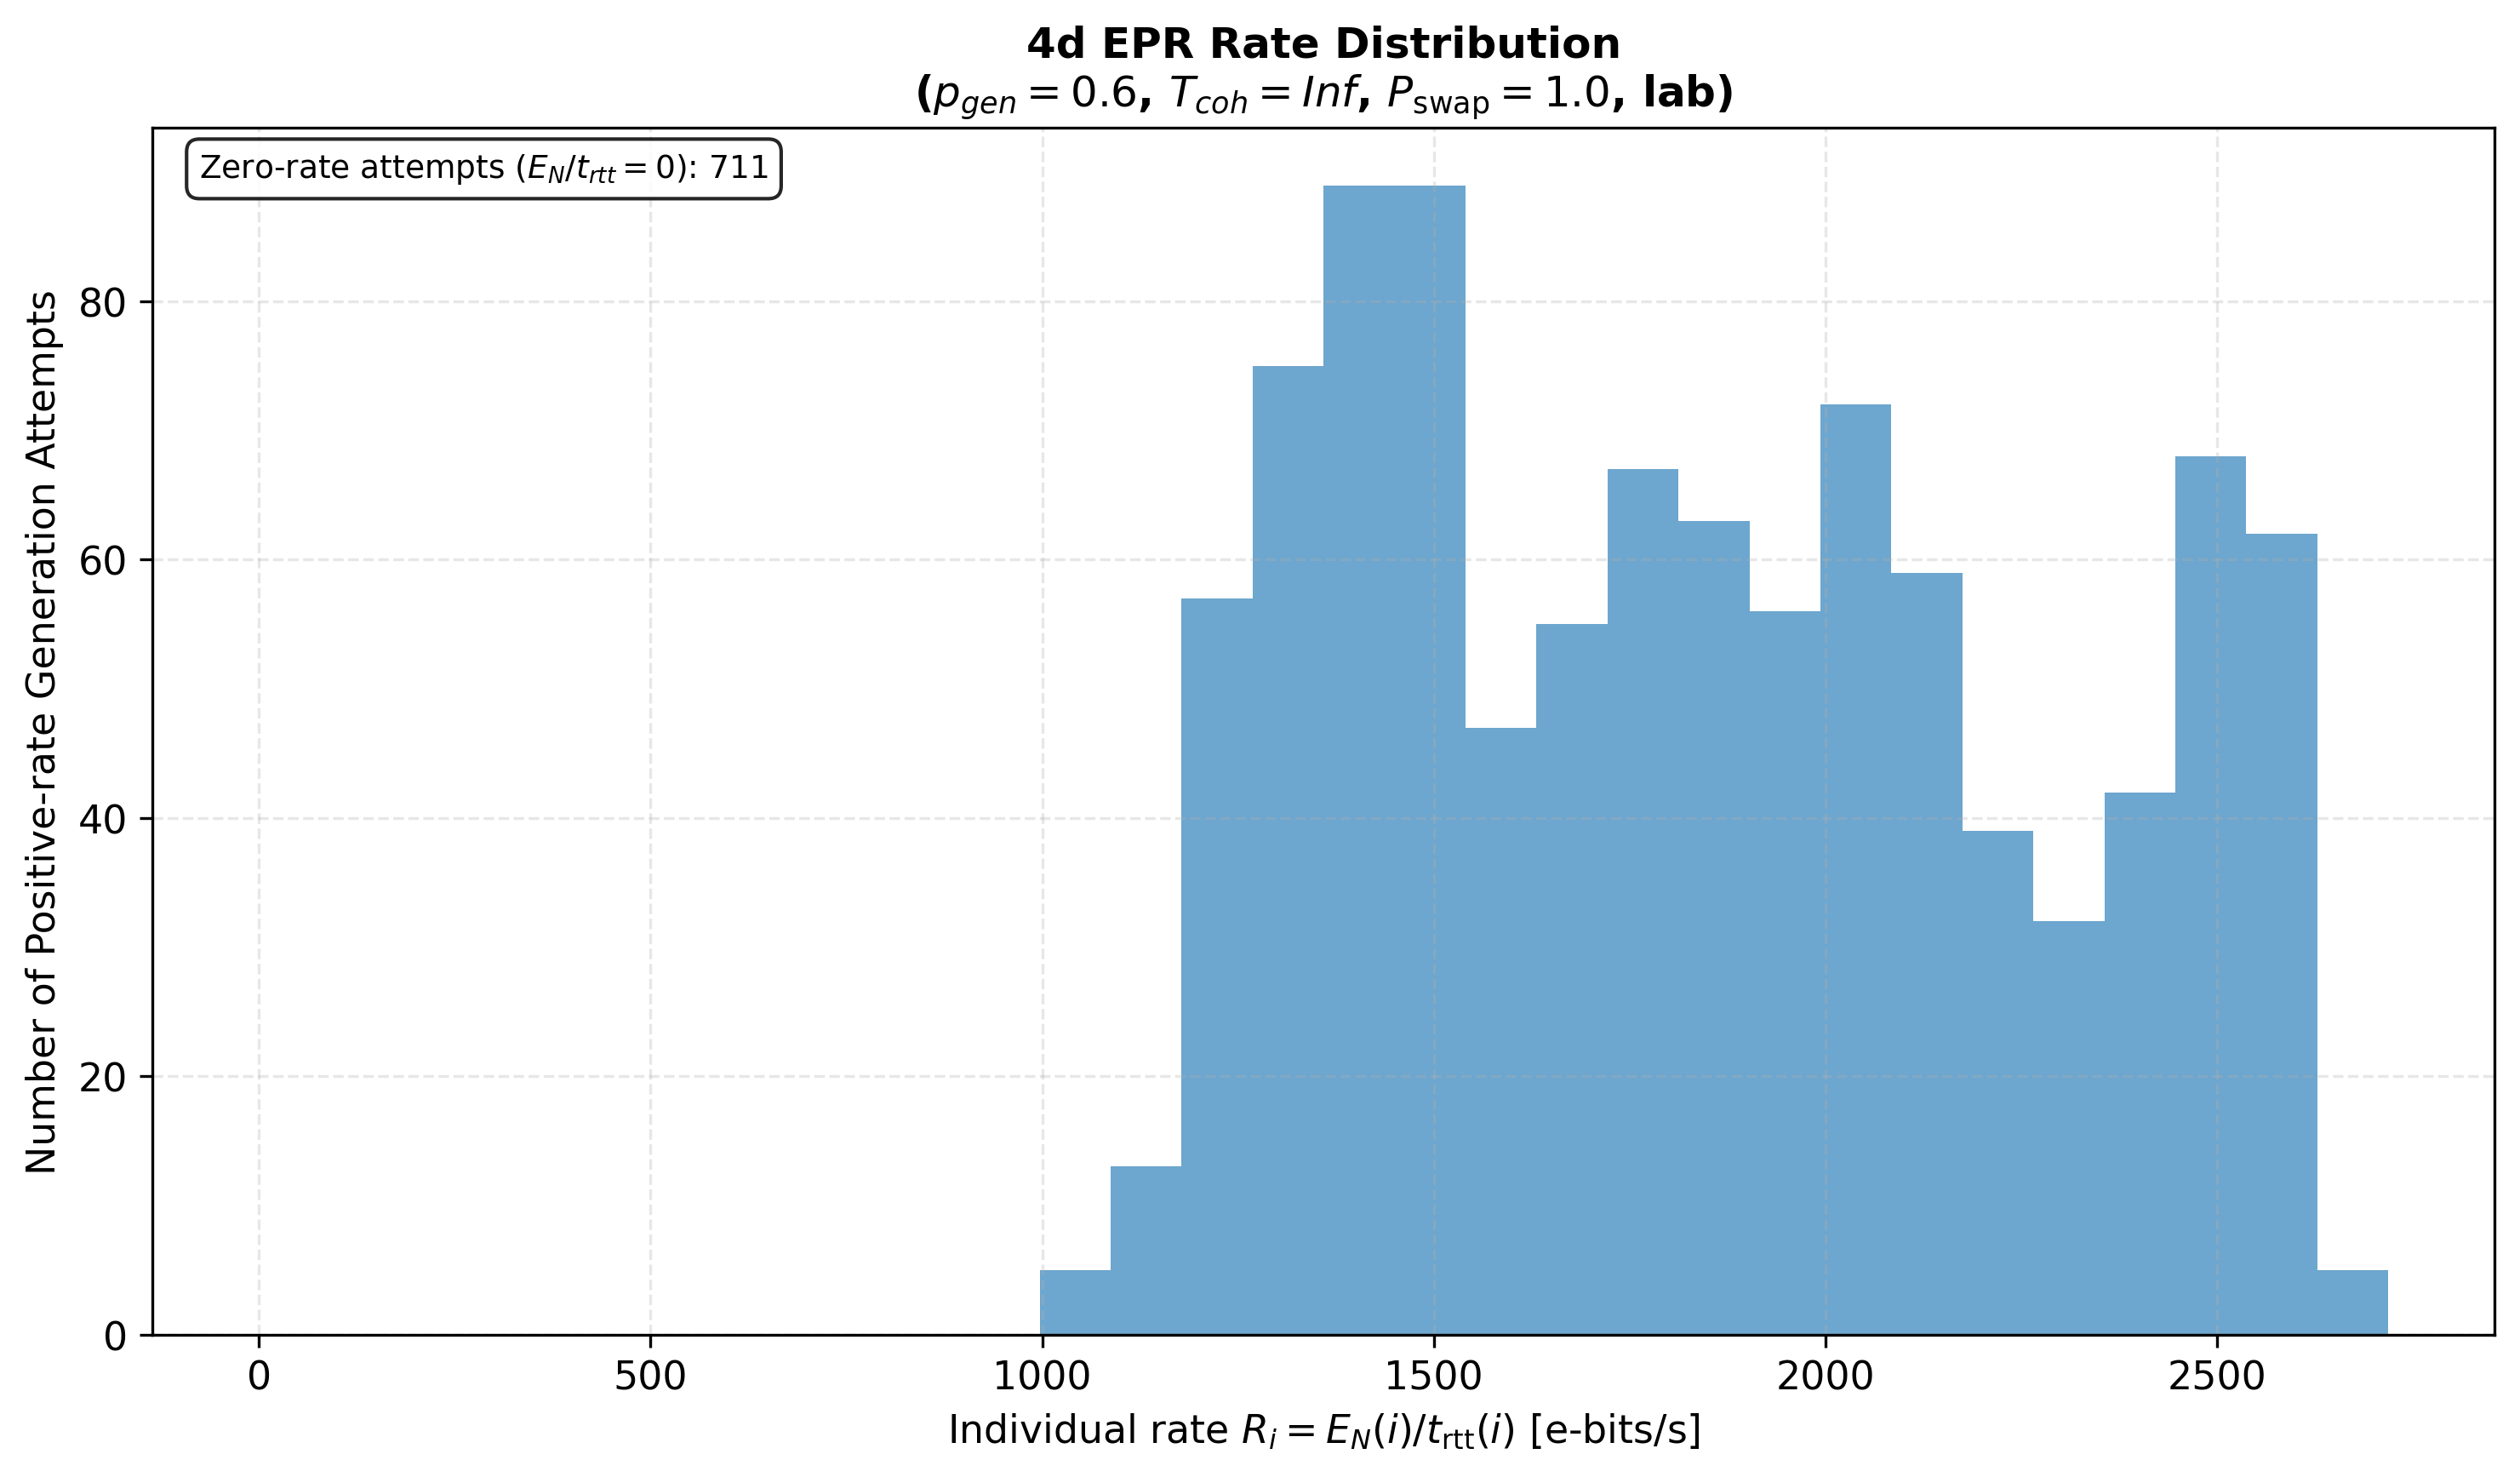 4d EPR Rate Distribution
(p_gen = 0.6, T_coh = Inf, P_swap = 1.0, lab)
Zero-rate attempts (E_N/t_rtt = 0): 711
Number of Positive-rate Generation Attempts
80
60
40
20
0
0 500 1000 1500 2000 2500
Individual rate R_i = E_N(i)/t_rtt(i) [e-bits/s]